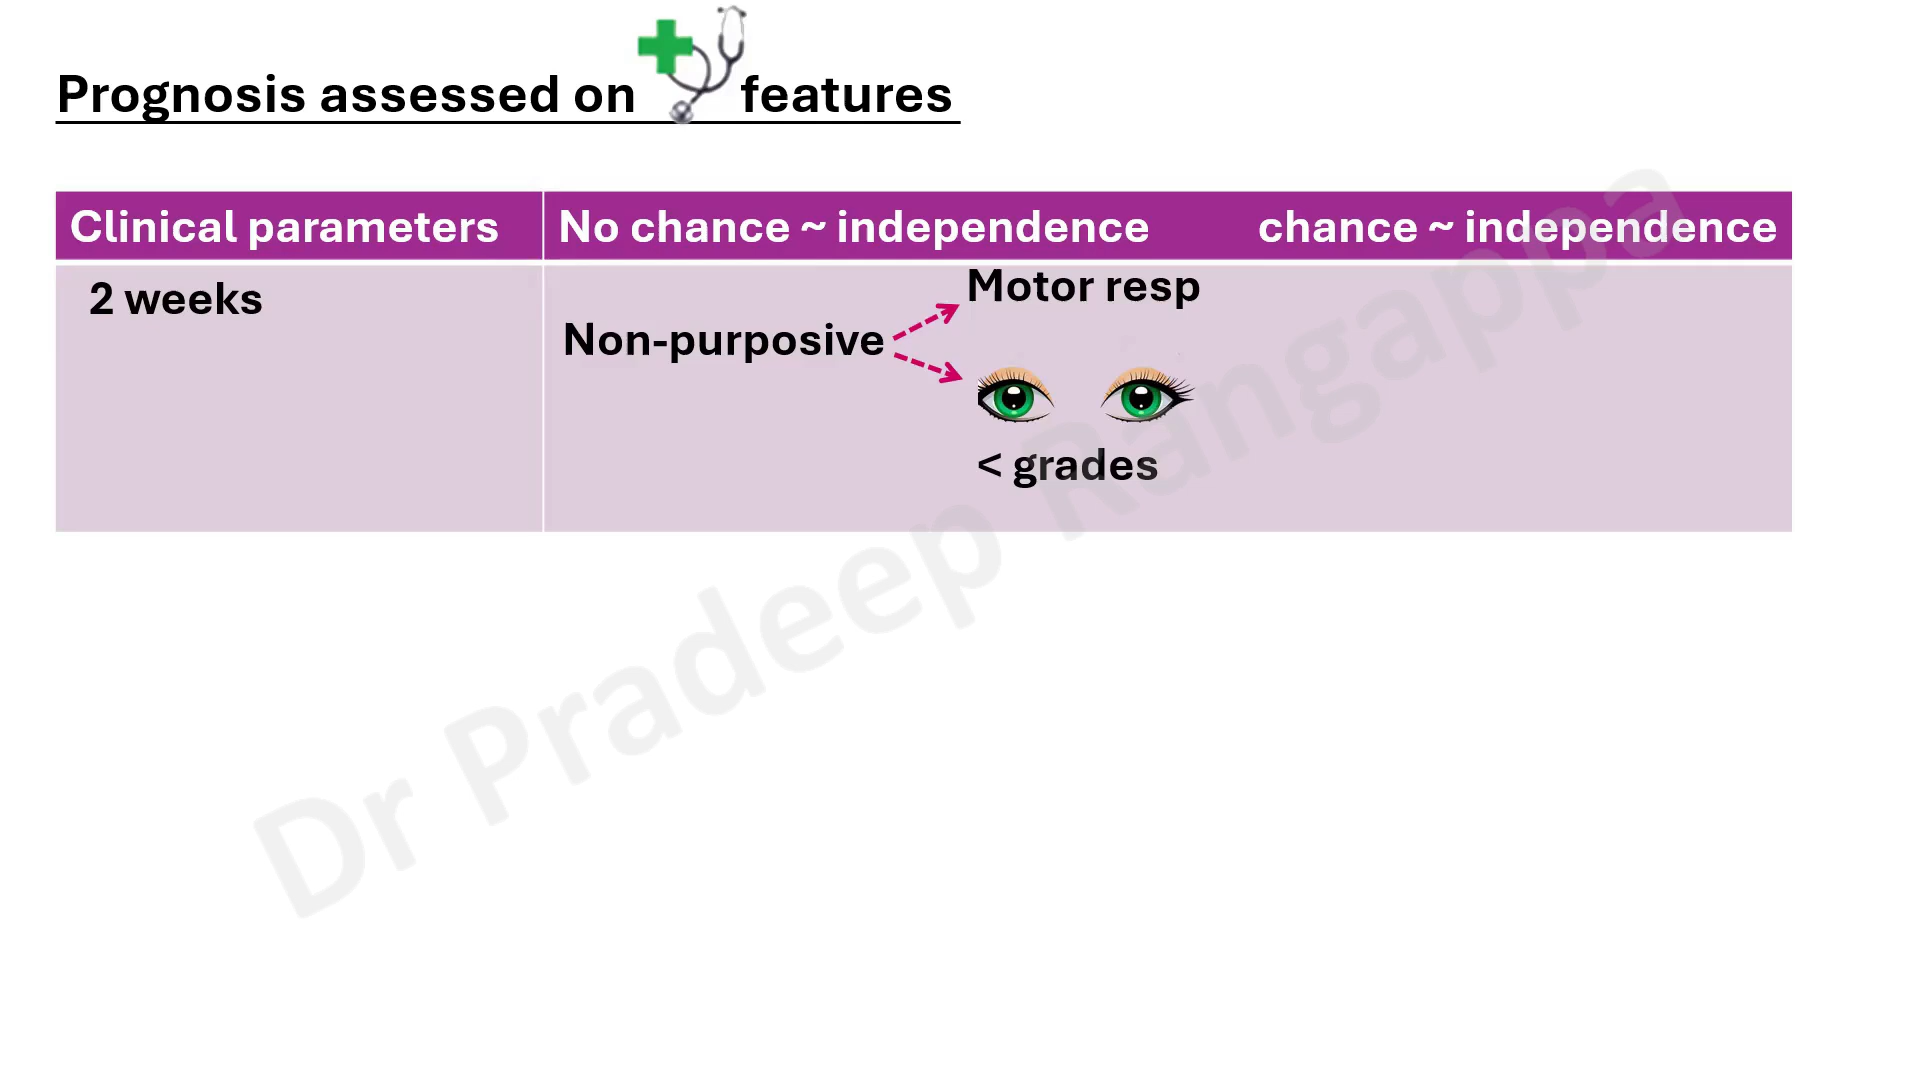 Prognosis assessed on features
Clinical parameters No chance ~ independence chance ~ independence
2 weeks
Motor resp
Non-purposive
< grades
Dr Pradeep Rangappa